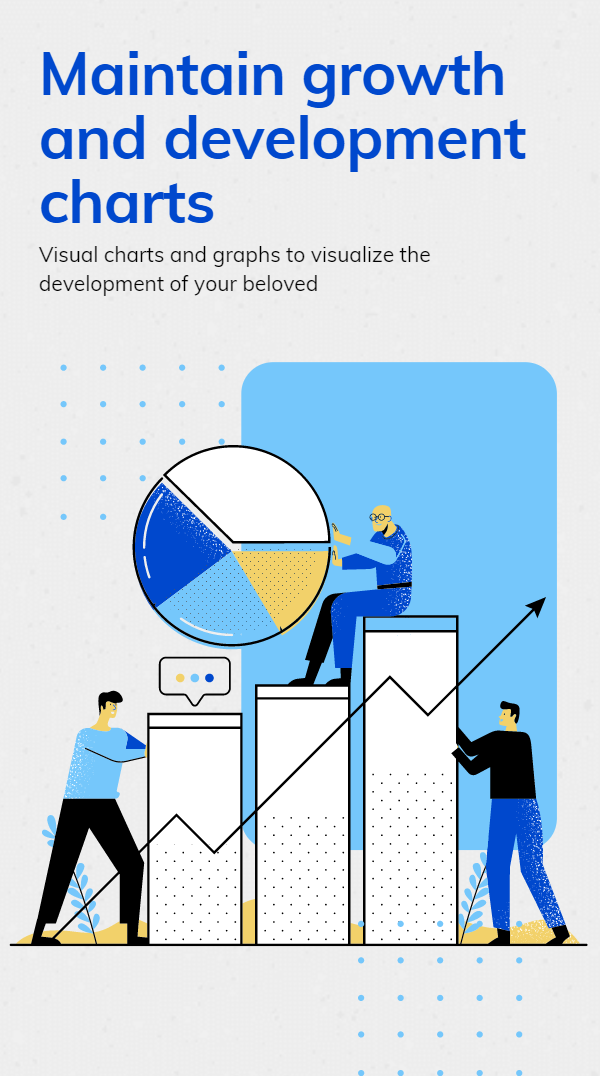 Maintain growth
and development
charts
Visual charts and graphs to visualize the
development of your beloved